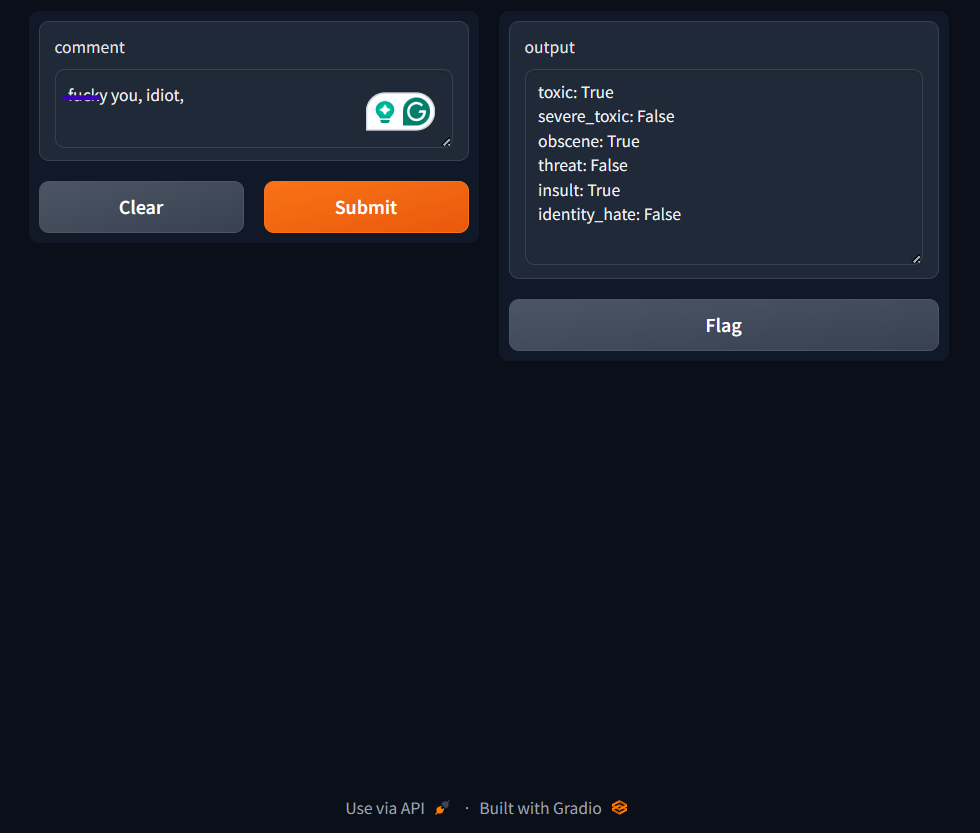 comment
fucky you, idiot,
Clear
Submit
output
toxic: True
severe_toxic: False
obscene: True
threat: False
insult: True
identity_hate: False
Flag
Use via API · Built with Gradio